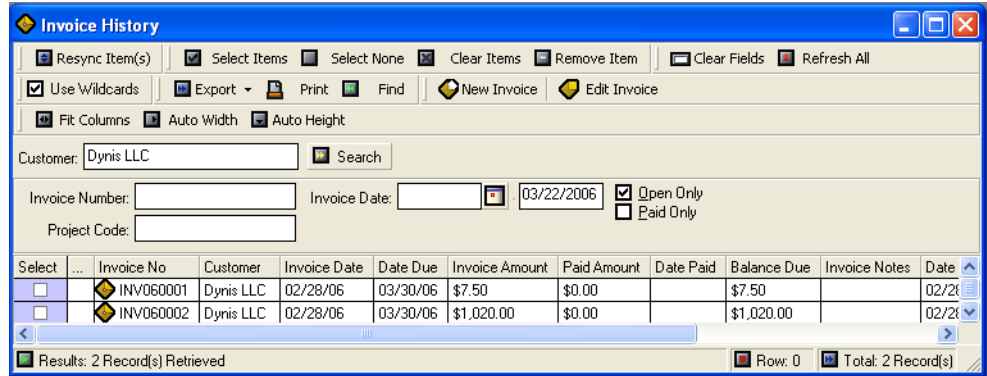 Invoice History
Resync Item(s) Select Items Select None Clear Items Remove Item Clear Fields Refresh All
Use Wildcards Export Print Find New Invoice Edit Invoice
Fit Columns Auto Width Auto Height
Customer: Dynis LLC Search
Invoice Number: Invoice Date: - 03/22/2006 Open Only
Paid Only
Project Code:
Select ... Invoice No Customer Invoice Date Date Due Invoice Amount Paid Amount Date Paid Balance Due Invoice Notes Date
INV060001 Dynis LLC 02/28/06 03/30/06 $7.50 $0.00 $7.50 02/28
INV060002 Dynis LLC 02/28/06 03/30/06 $1,020.00 $0.00 $1,020.00 02/28
Results: 2 Record(s) Retrieved Row: 0 Total: 2 Record(s)